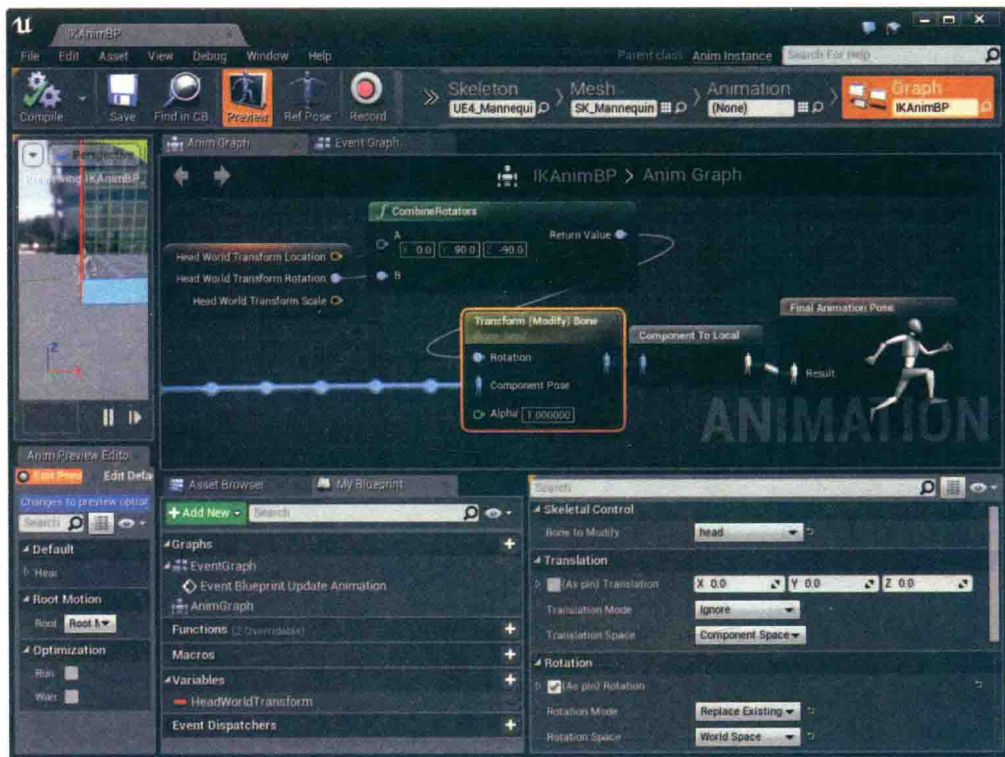 IKAnimBP
File Edit Asset View Debug Window Help
Parent class: Anim Instance
Search For Help
Compile Save Find in CB Preview Ref Pose Record
Skeleton UE4_Mannequi
Mesh SK_Mannequin
Animation (None)
Graph IKAnimBP
Anim Graph Event Graph
Perspective
Previewing IKAnimBP
IKAnimBP > Anim Graph
f CombineRotators
A Return Value
X 0.0 Y 90.0 Z -90.0
B
Head World Transform Location
Head World Transform Rotation
Head World Transform Scale
Transform (Modify) Bone
Rotation
Component Pose
Alpha 1.000000
Component To Local
Final Animation Pose
Result
ANIMATION
Z
X
Anim Preview Edito
Edit Defa
Changes to preview option
Search
Default
Root Motion
Root
Optimization
Run
Asset Browser My Blueprint
+ Add New Search
Graphs
EventGraph
Event Blueprint Update Animation
AnimGraph
Functions (2 Overridable)
Macros
Variables
HeadWorldTransform
Event Dispatchers
Search
Skeletal Control
Bone to Modify head
Translation
(As pin) Translation X 0.0 Y 0.0 Z 0.0
Translation Mode Ignore
Translation Space Component Space
Rotation
(As pin) Rotation
Rotation Mode Replace Existing
Rotation Space World Space